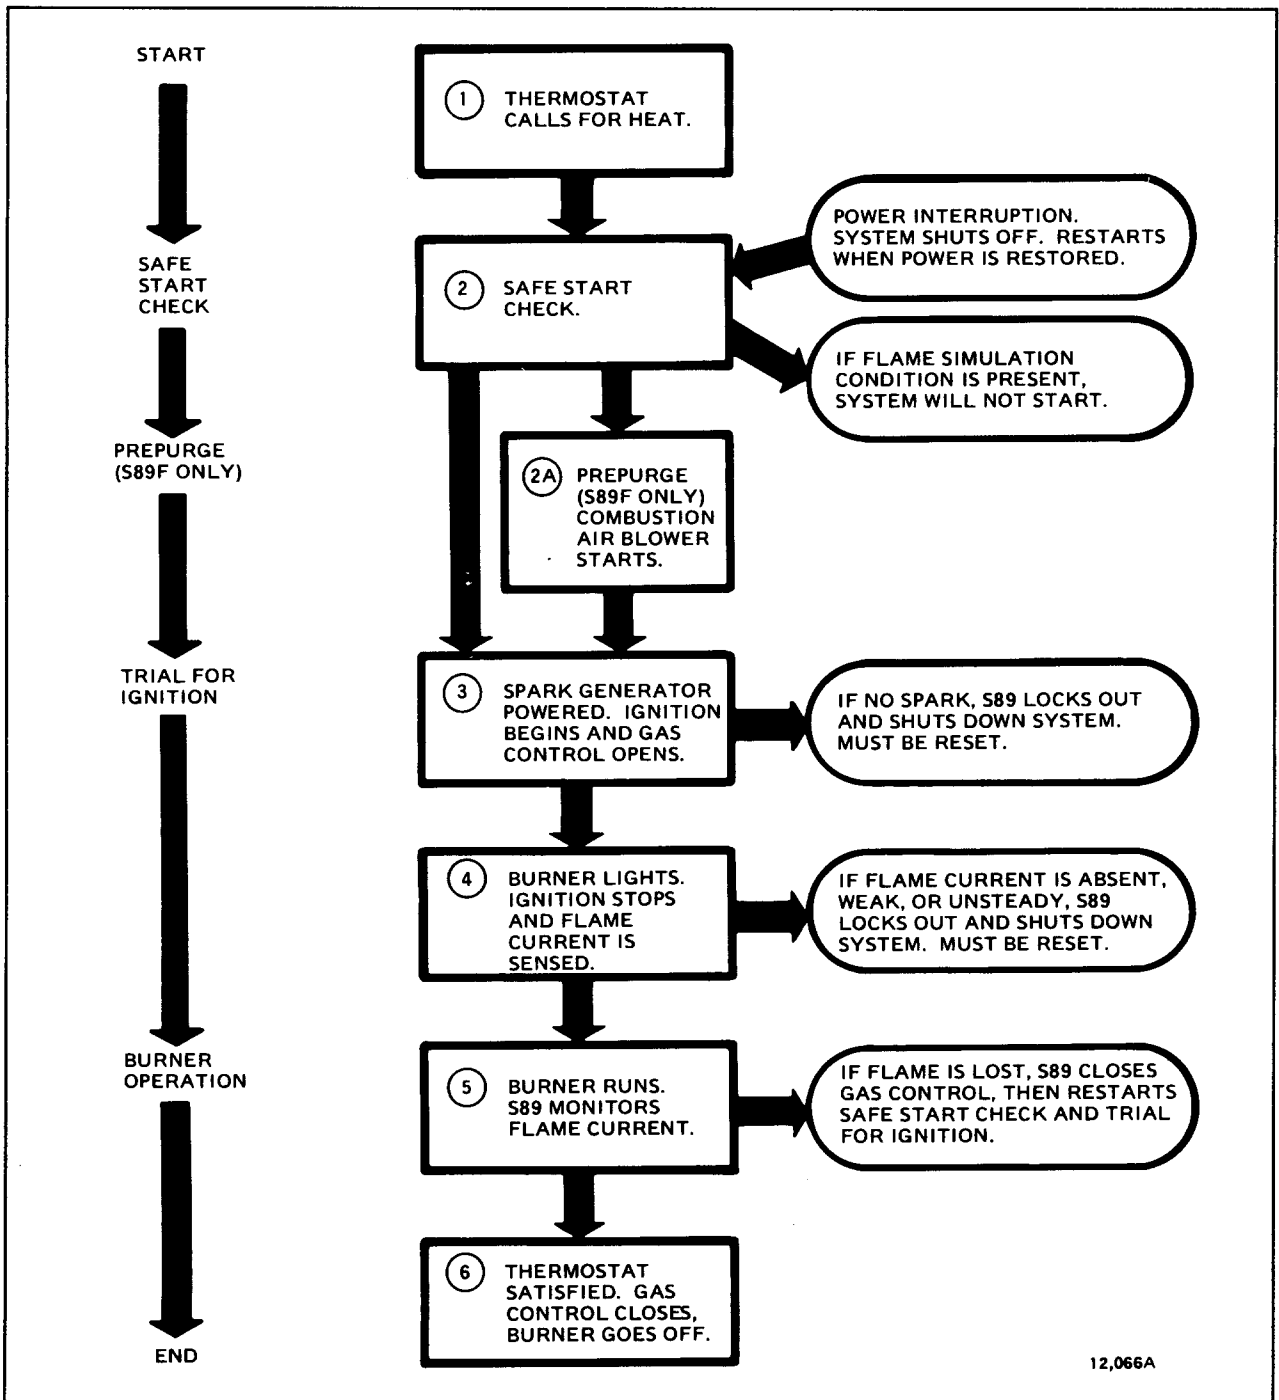 START
SAFE
START
CHECK
PREPURGE
(S89F ONLY)
TRIAL FOR
IGNITION
BURNER
OPERATION
END
1 THERMOSTAT
CALLS FOR HEAT.
POWER INTERRUPTION.
SYSTEM SHUTS OFF. RESTARTS
WHEN POWER IS RESTORED.
2 SAFE START
CHECK.
IF FLAME SIMULATION
CONDITION IS PRESENT,
SYSTEM WILL NOT START.
2A PREPURGE
(S89F ONLY)
COMBUSTION
AIR BLOWER
STARTS.
3 SPARK GENERATOR
POWERED. IGNITION
BEGINS AND GAS
CONTROL OPENS.
IF NO SPARK, S89 LOCKS OUT
AND SHUTS DOWN SYSTEM.
MUST BE RESET.
4 BURNER LIGHTS.
IGNITION STOPS
AND FLAME
CURRENT IS
SENSED.
IF FLAME CURRENT IS ABSENT,
WEAK, OR UNSTEADY, S89
LOCKS OUT AND SHUTS DOWN
SYSTEM. MUST BE RESET.
5 BURNER RUNS.
S89 MONITORS
FLAME CURRENT.
IF FLAME IS LOST, S89 CLOSES
GAS CONTROL, THEN RESTARTS
SAFE START CHECK AND TRIAL
FOR IGNITION.
6 THERMOSTAT
SATISFIED. GAS
CONTROL CLOSES,
BURNER GOES OFF.
12,066A